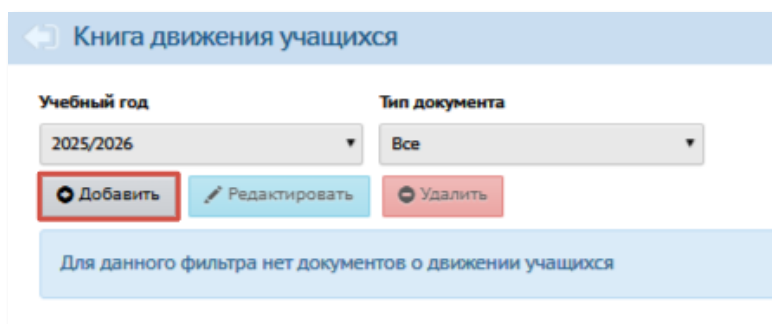 Книга движения учащихся
Учебный год Тип документа
2025/2026 Все
Добавить Редактировать Удалить
Для данного фильтра нет документов о движении учащихся